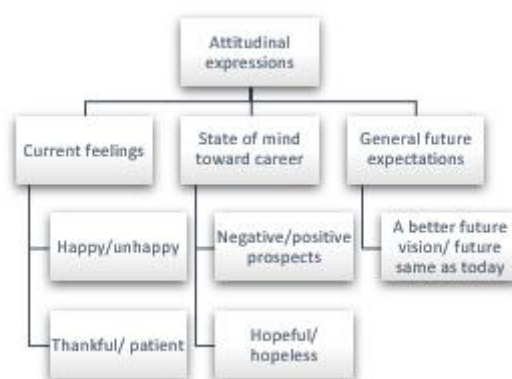 Attitudinal
expressions
Current feelings
State of mind
toward career
General future
expectations
Happy/unhappy
Negative/positive
prospects
A better future
vision/ future
same as today
Thankful/ patient
Hopeful/
hopeless